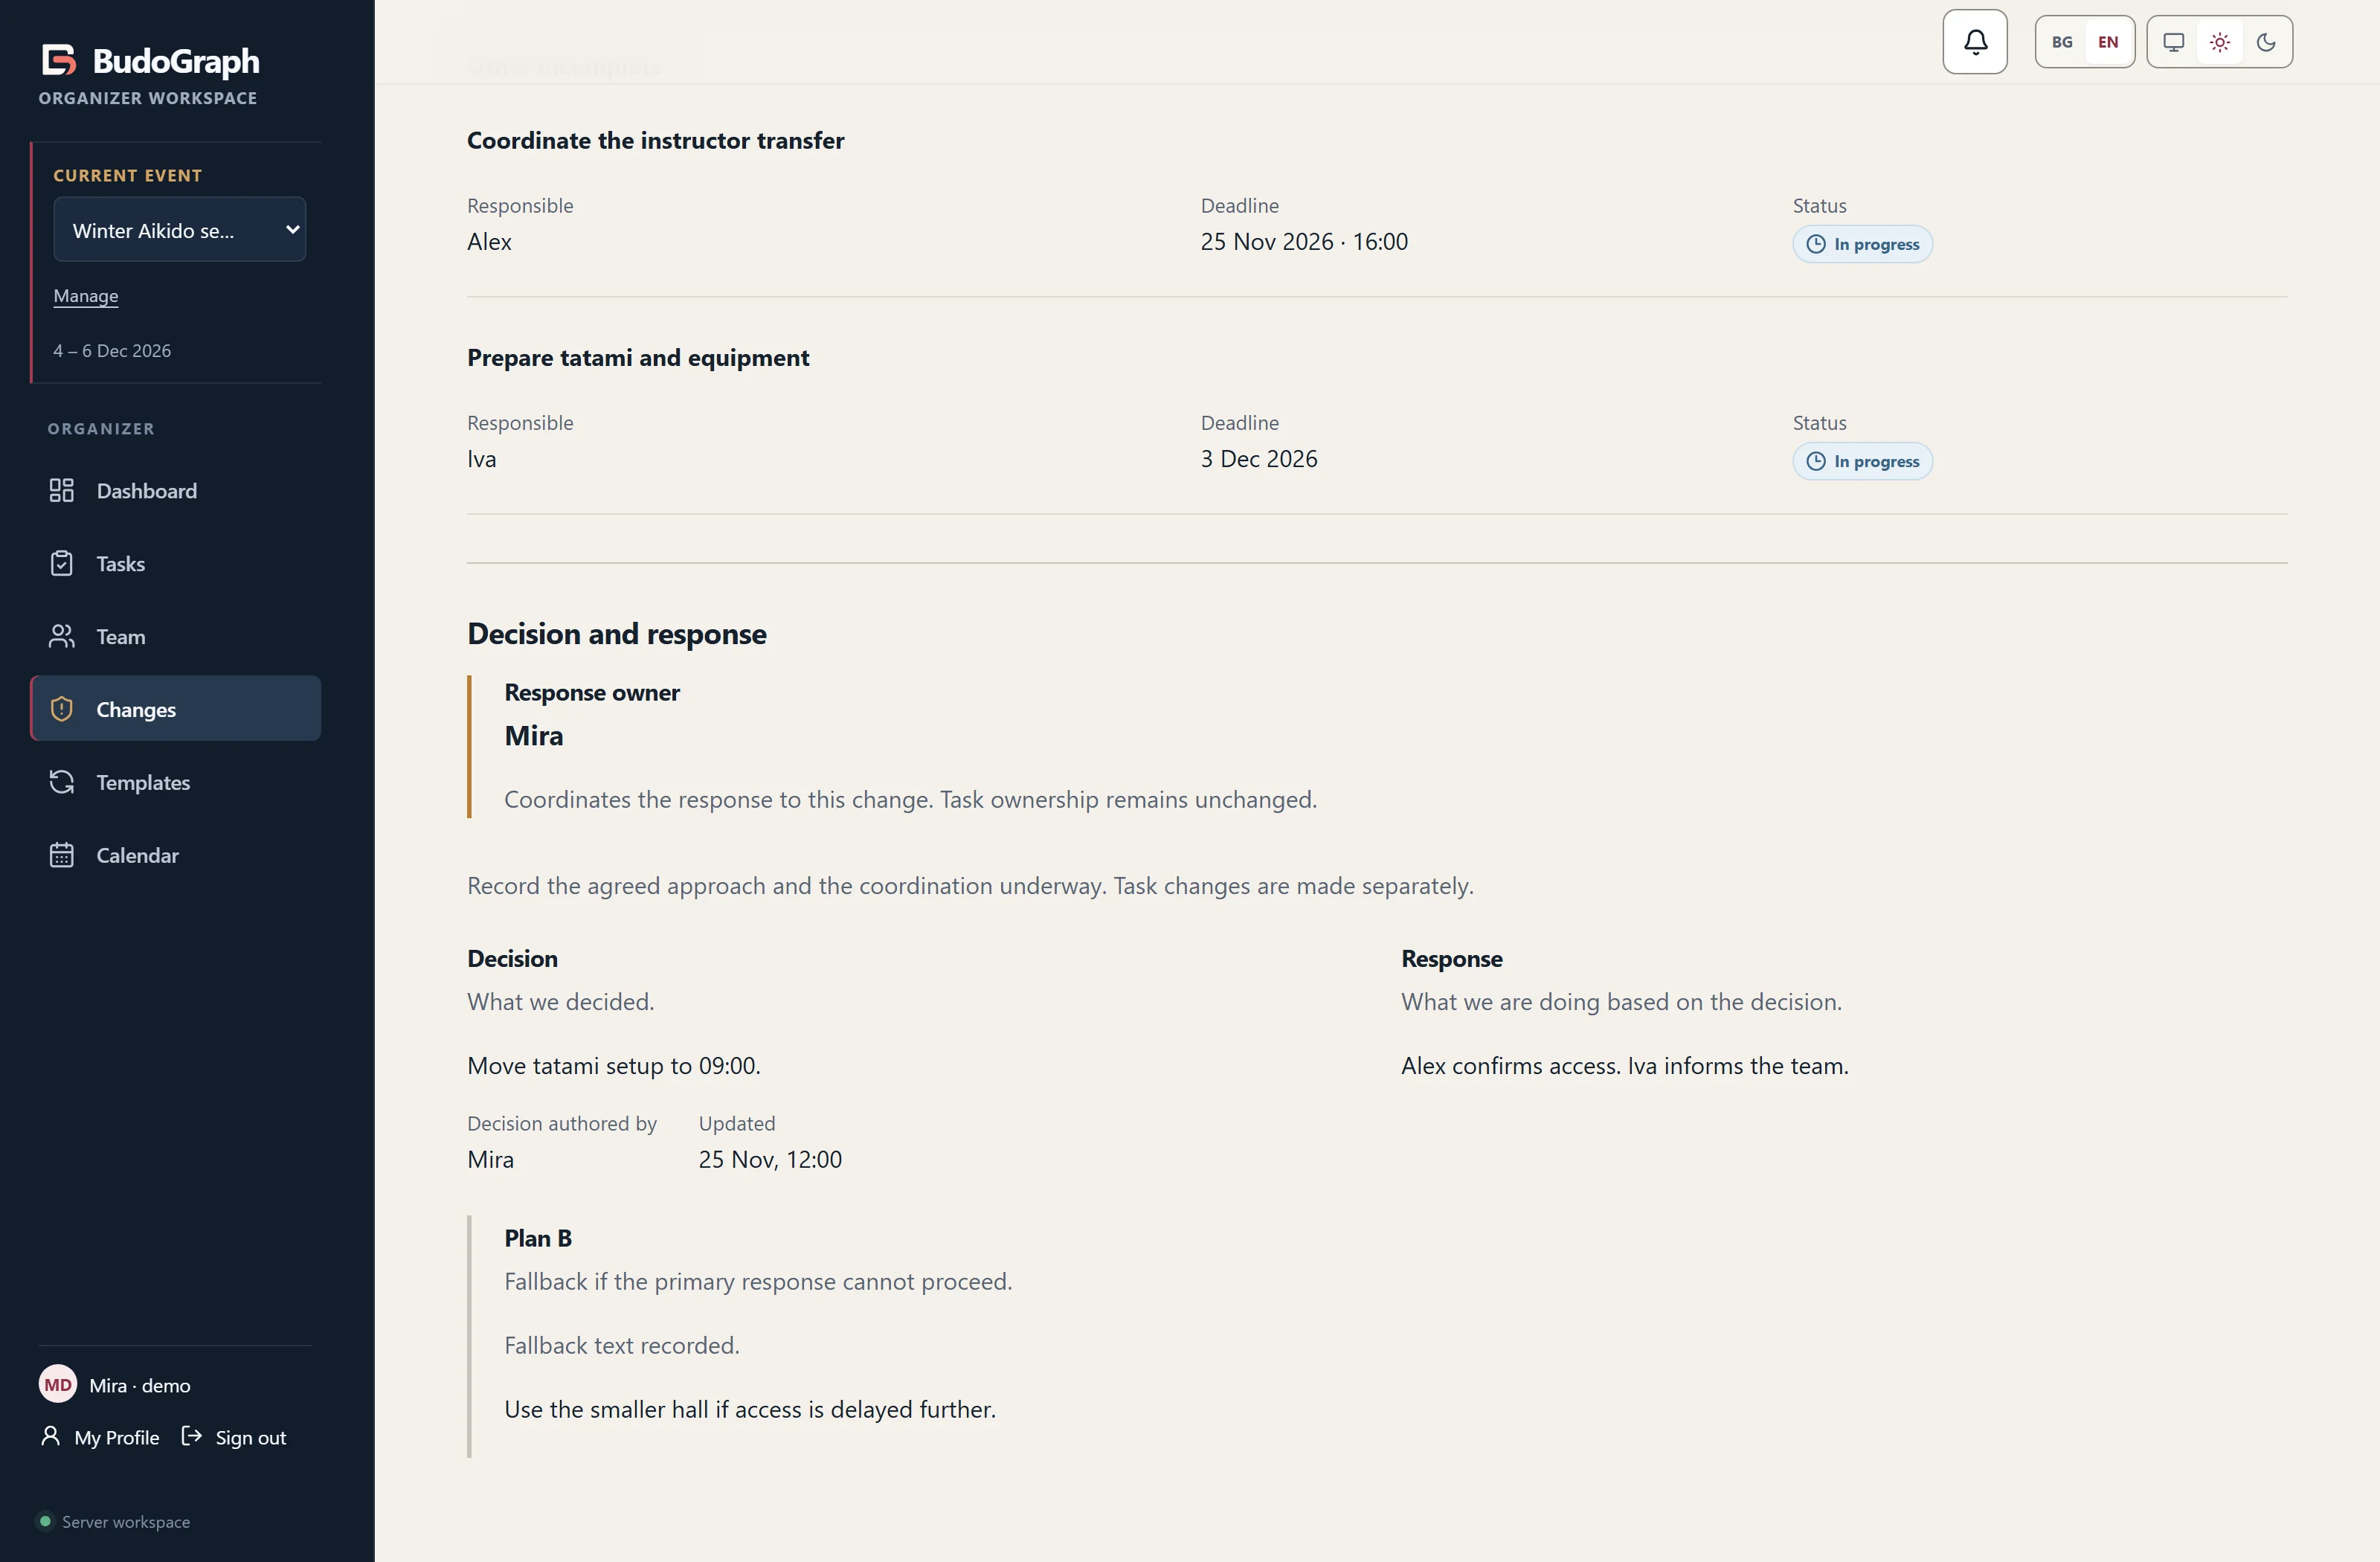 BudoGraph
ORGANIZER WORKSPACE
CURRENT EVENT
Winter Aikido se...
Manage
4 – 6 Dec 2026
ORGANIZER
Dashboard
Tasks
Team
Changes
Templates
Calendar
MD Mira · demo
My Profile Sign out
Server workspace
BG EN
Other incomplete
Coordinate the instructor transfer
Responsible Deadline Status
Alex 25 Nov 2026 · 16:00 In progress
Prepare tatami and equipment
Responsible Deadline Status
Iva 3 Dec 2026 In progress
Decision and response
Response owner
Mira
Coordinates the response to this change. Task ownership remains unchanged.
Record the agreed approach and the coordination underway. Task changes are made separately.
Decision
What we decided.
Move tatami setup to 09:00.
Decision authored by Updated
Mira 25 Nov, 12:00
Response
What we are doing based on the decision.
Alex confirms access. Iva informs the team.
Plan B
Fallback if the primary response cannot proceed.
Fallback text recorded.
Use the smaller hall if access is delayed further.